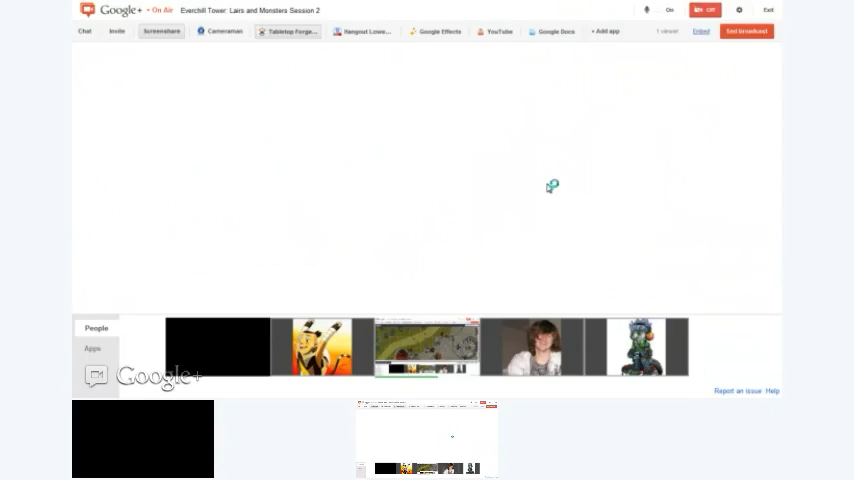 Google+ • On Air Everchill Tower: Lairs and Monsters Session 2 On Off Exit
Chat Invite Screenshare Cameraman Tabletop Forge... Hangout Lowe... Google Effects YouTube Google Docs + Add app 1 viewer Embed End broadcast
People
Apps
Google+
Report an issue Help